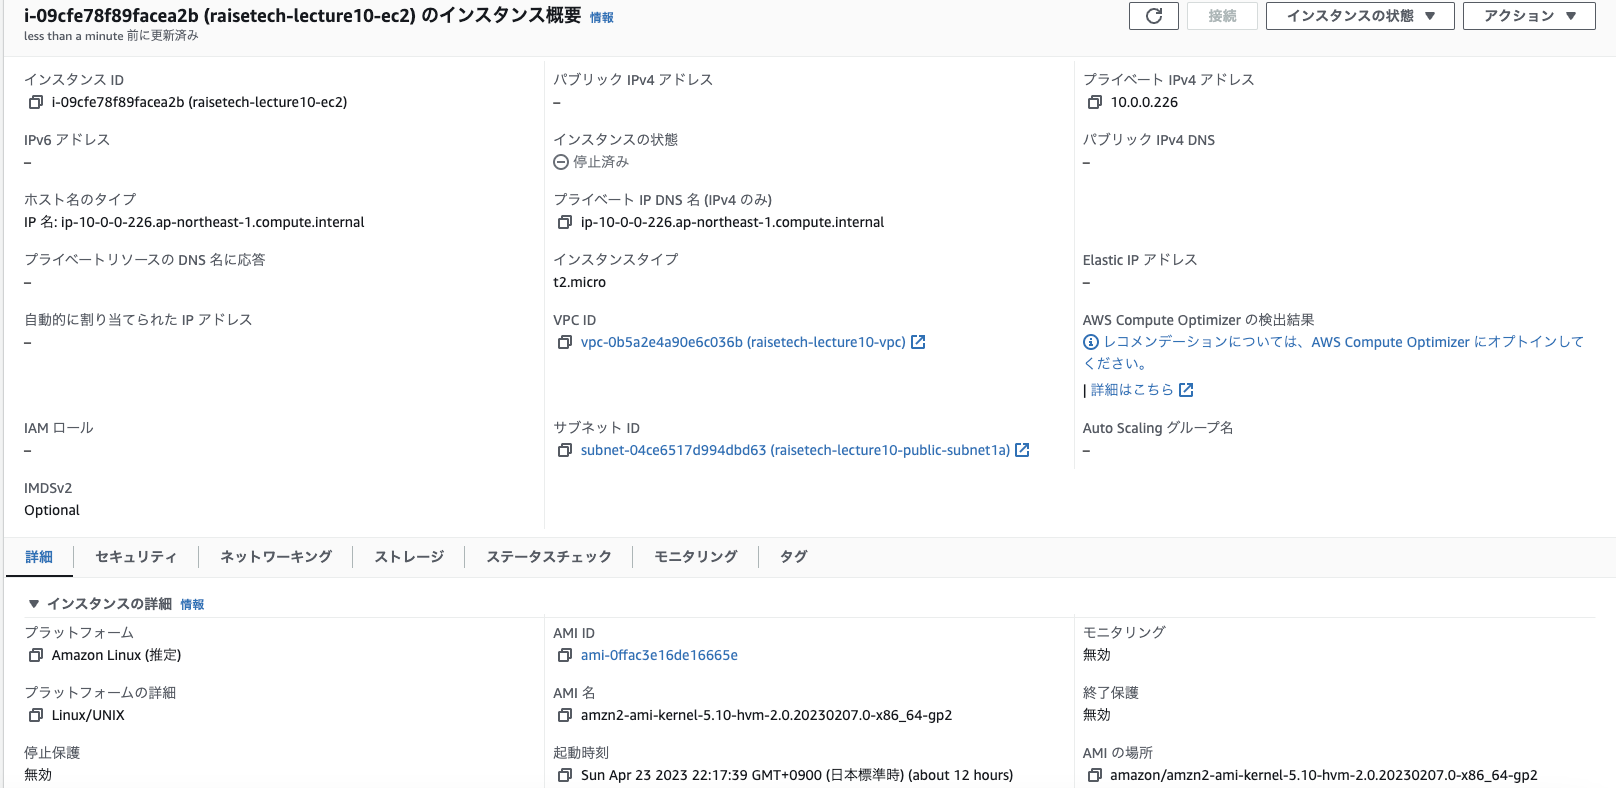 i-09cfe78f89facea2b (raisetech-lecture10-ec2) のインスタンス概要 情報
less than a minute 前に更新済み
接続
インスタンスの状態 ▼
アクション ▼
インスタンス ID
i-09cfe78f89facea2b (raisetech-lecture10-ec2)
パブリック IPv4 アドレス
–
プライベート IPv4 アドレス
10.0.0.226
IPv6 アドレス
–
インスタンスの状態
停止済み
パブリック IPv4 DNS
–
ホスト名のタイプ
IP 名: ip-10-0-0-226.ap-northeast-1.compute.internal
プライベート IP DNS 名 (IPv4 のみ)
ip-10-0-0-226.ap-northeast-1.compute.internal
プライベートリソースの DNS 名に応答
–
インスタンスタイプ
t2.micro
Elastic IP アドレス
–
自動的に割り当てられた IP アドレス
–
VPC ID
vpc-0b5a2e4a90e6c036b (raisetech-lecture10-vpc)
AWS Compute Optimizer の検出結果
レコメンデーションについては、AWS Compute Optimizer にオプトインして
ください。
| 詳細はこちら
IAM ロール
–
サブネット ID
subnet-04ce6517d994dbd63 (raisetech-lecture10-public-subnet1a)
Auto Scaling グループ名
–
IMDSv2
Optional
詳細
セキュリティ
ネットワーキング
ストレージ
ステータスチェック
モニタリング
タグ
▼ インスタンスの詳細 情報
プラットフォーム
Amazon Linux (推定)
AMI ID
ami-0ffac3e16de16665e
モニタリング
無効
プラットフォームの詳細
Linux/UNIX
AMI 名
amzn2-ami-kernel-5.10-hvm-2.0.20230207.0-x86_64-gp2
終了保護
無効
停止保護
無効
起動時刻
Sun Apr 23 2023 22:17:39 GMT+0900 (日本標準時) (about 12 hours)
AMI の場所
amazon/amzn2-ami-kernel-5.10-hvm-2.0.20230207.0-x86_64-gp2